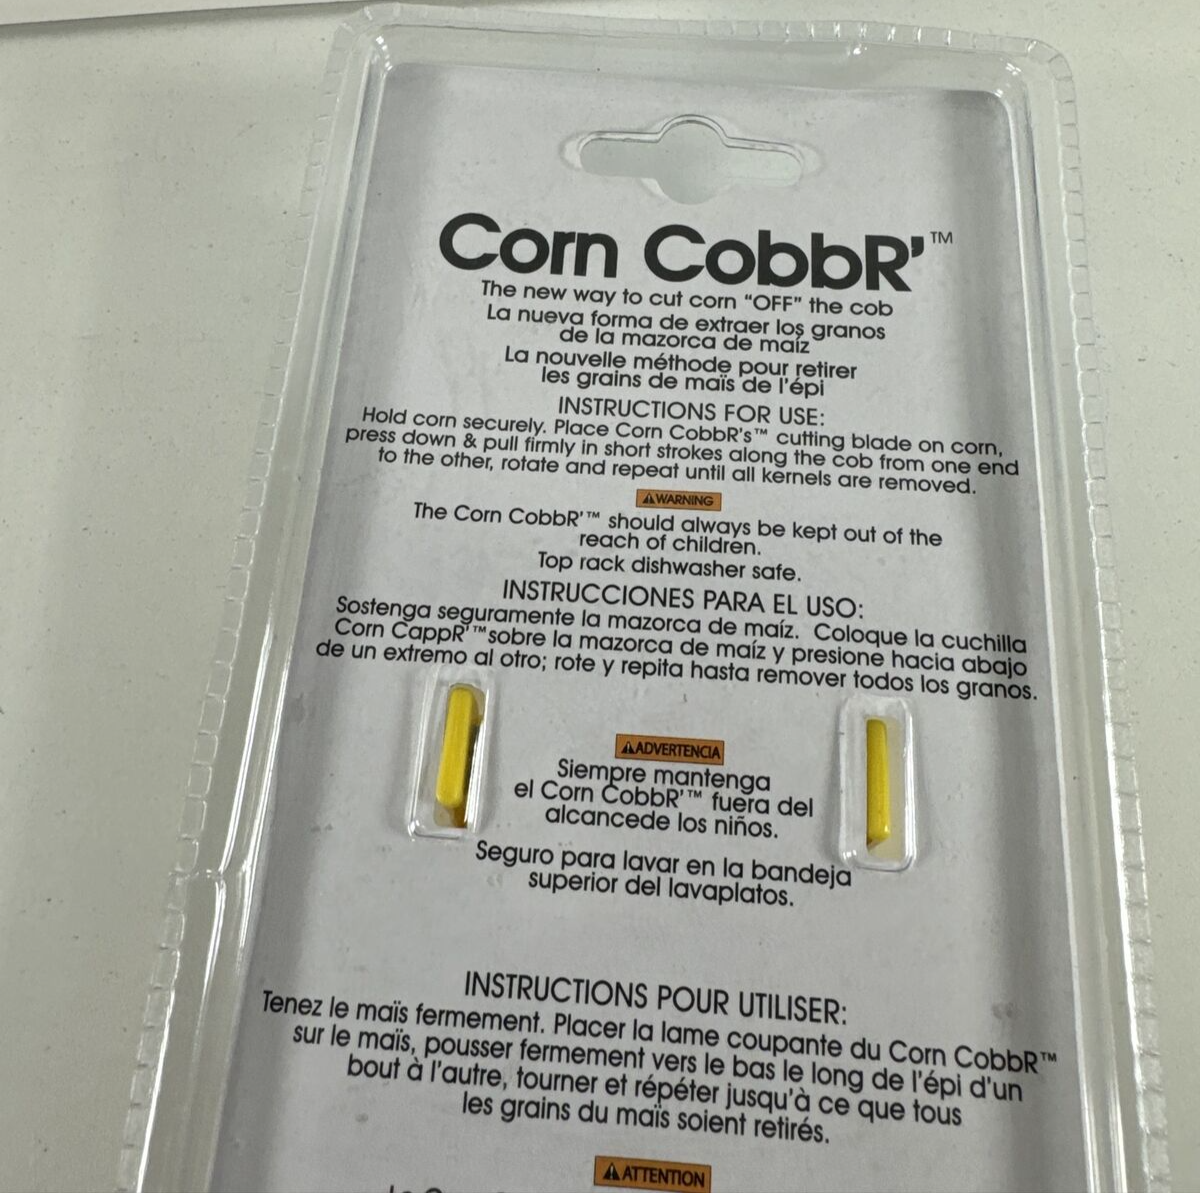 Corn CobbR'™
The new way to cut corn “OFF” the cob
La nueva forma de extraer los granos
de la mazorca de maíz
La nouvelle méthode pour retirer
les grains de maïs de l'épi
INSTRUCTIONS FOR USE:
Hold corn securely. Place Corn CobbR's™ cutting blade on corn,
press down & pull firmly in short strokes along the cob from one end
to the other, rotate and repeat until all kernels are removed.
WARNING
The Corn CobbR'™ should always be kept out of the
reach of children.
Top rack dishwasher safe.
INSTRUCCIONES PARA EL USO:
Sostenga seguramente la mazorca de maíz. Coloque la cuchilla
Corn CappR'™ sobre la mazorca de maíz y presione hacia abajo
de un extremo al otro; rote y repita hasta remover todos los granos.
ADVERTENCIA
Siempre mantenga
el Corn CobbR'™ fuera del
alcancede los niños.
Seguro para lavar en la bandeja
superior del lavaplatos.
INSTRUCTIONS POUR UTILISER:
Tenez le maïs fermement. Placer la lame coupante du Corn CobbR™
sur le maïs, pousser fermement vers le bas le long de l'épi d'un
bout à l'autre, tourner et répéter jusqu'à ce que tous
les grains du maïs soient retirés.
ATTENTION